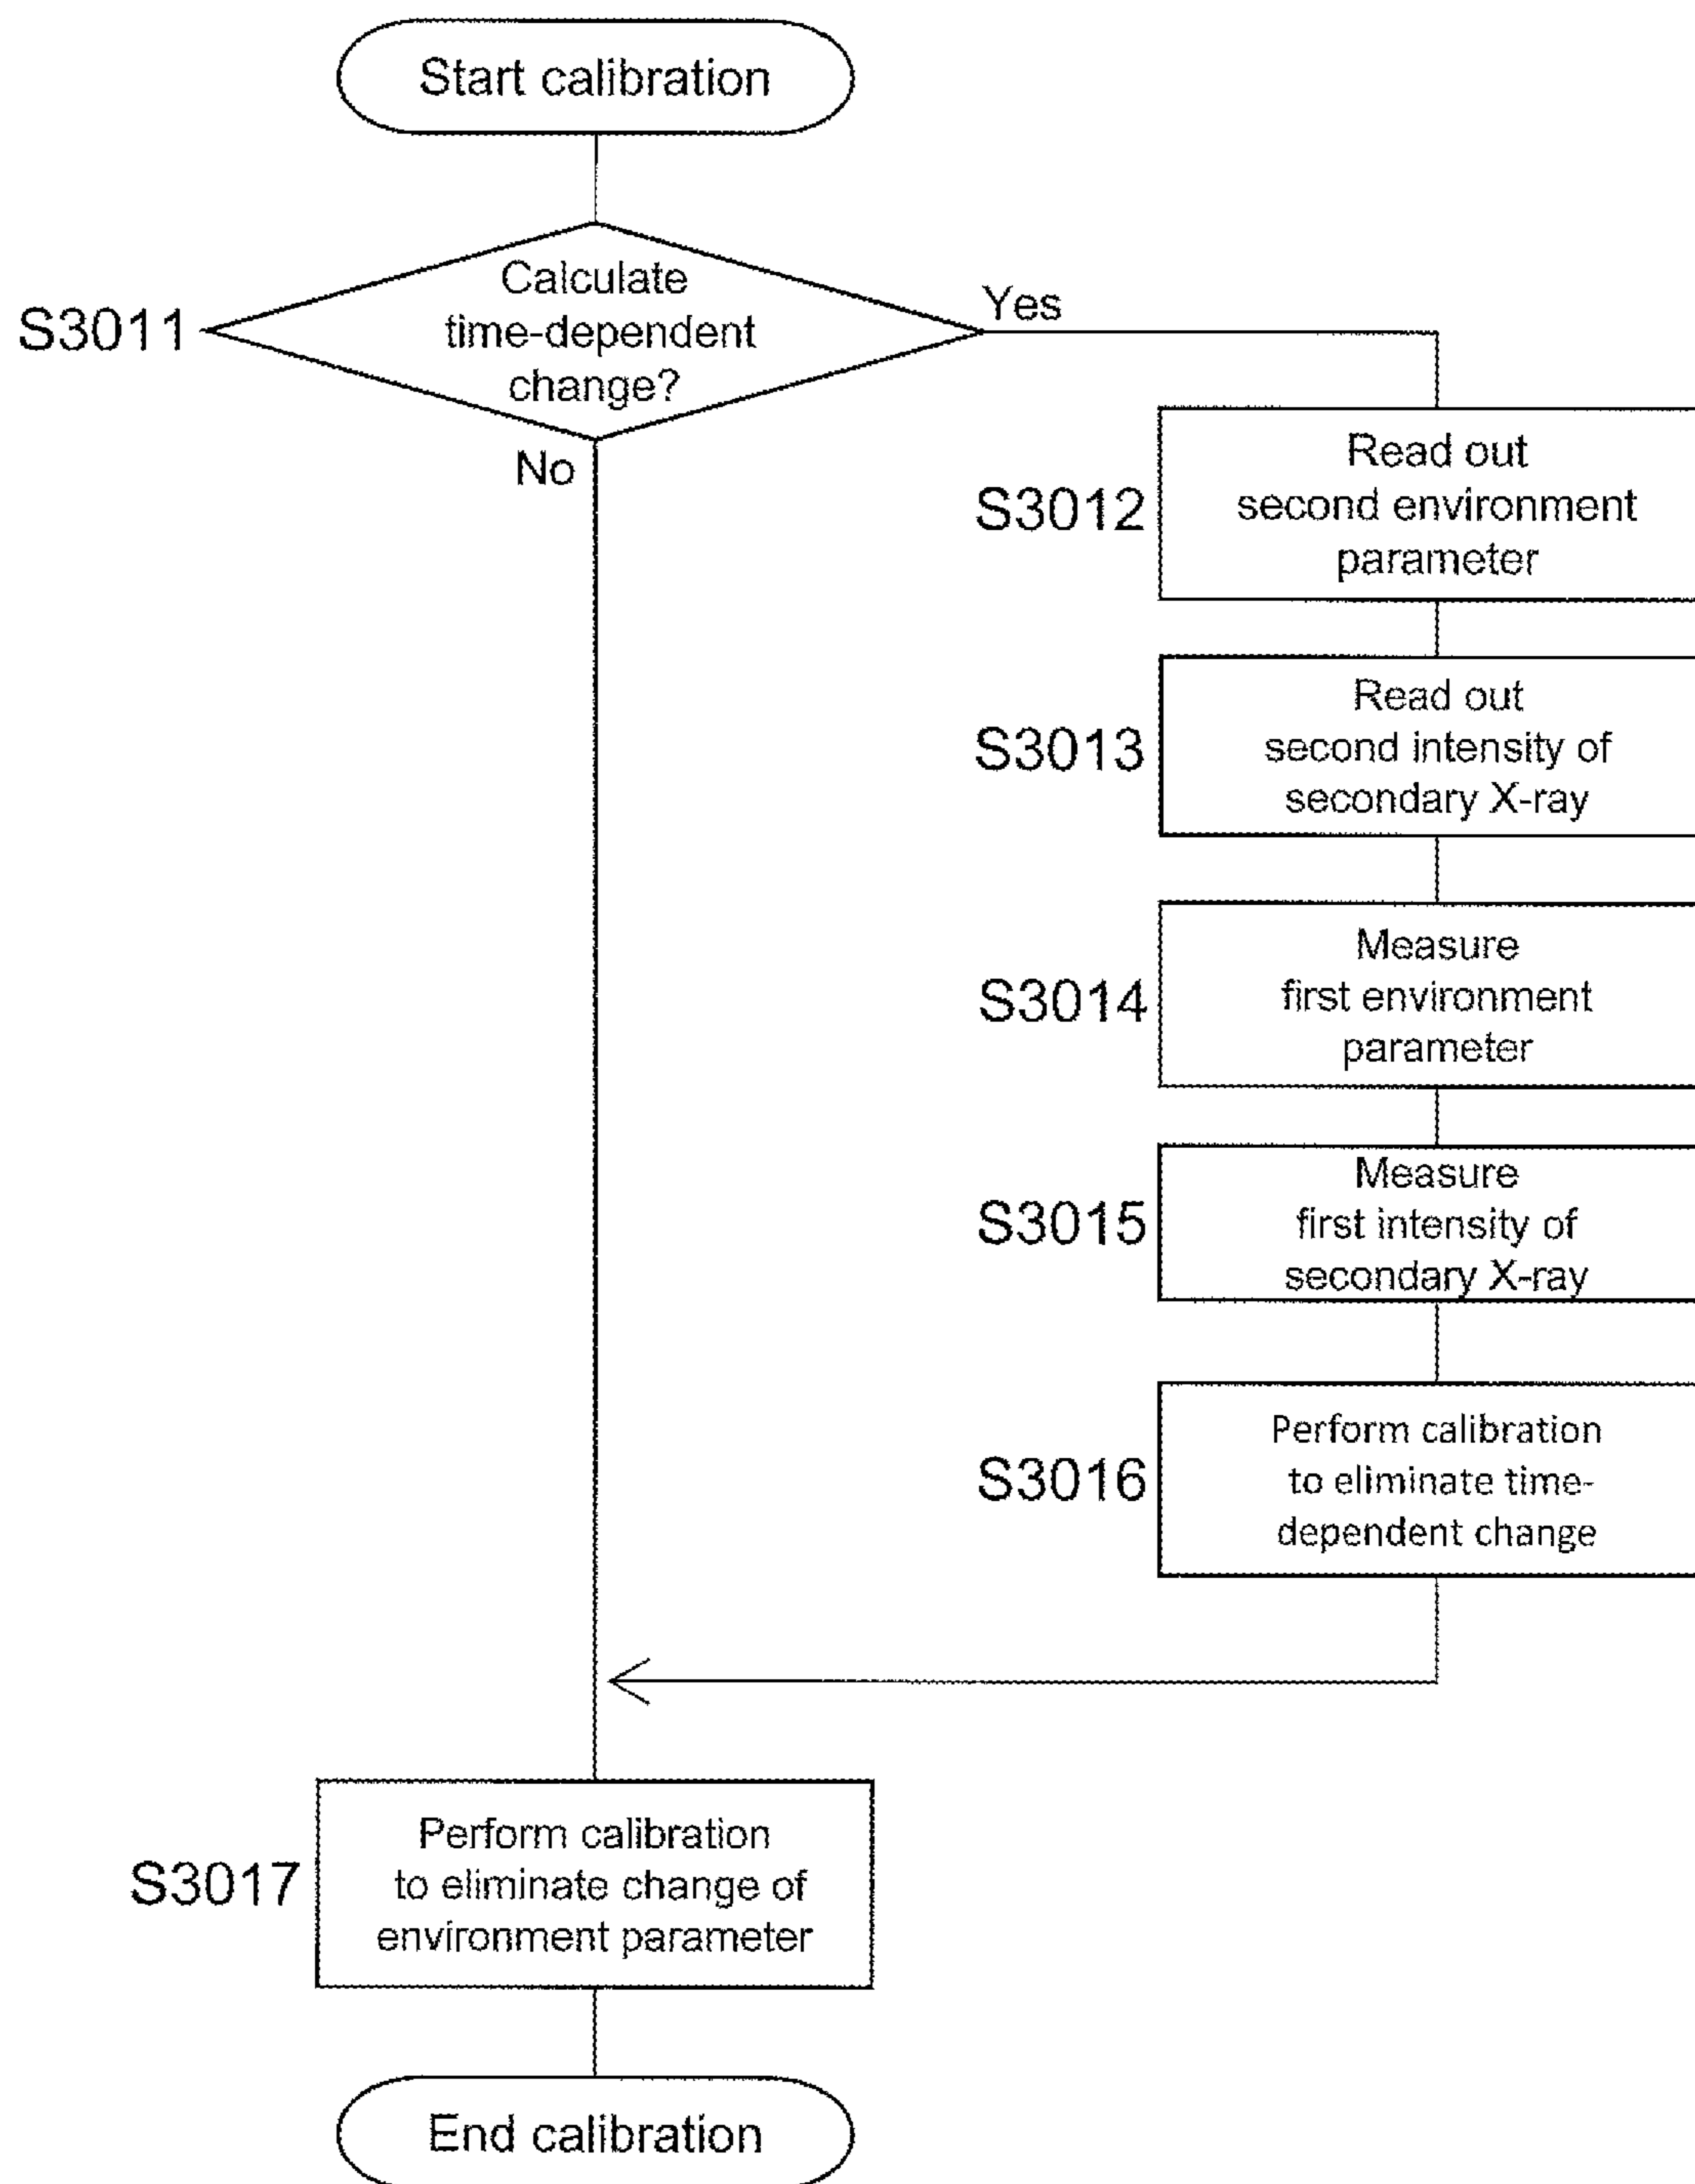 Start calibration
S3011
Calculate
time-dependent
change?
Yes
No
S3012
Read out
second environment
parameter
S3013
Read out
second intensity of
secondary X-ray
S3014
Measure
first environment
parameter
S3015
Measure
first intensity of
secondary X-ray
S3016
Perform calibration
to eliminate time-
dependent change
S3017
Perform calibration
to eliminate change of
environment parameter
End calibration